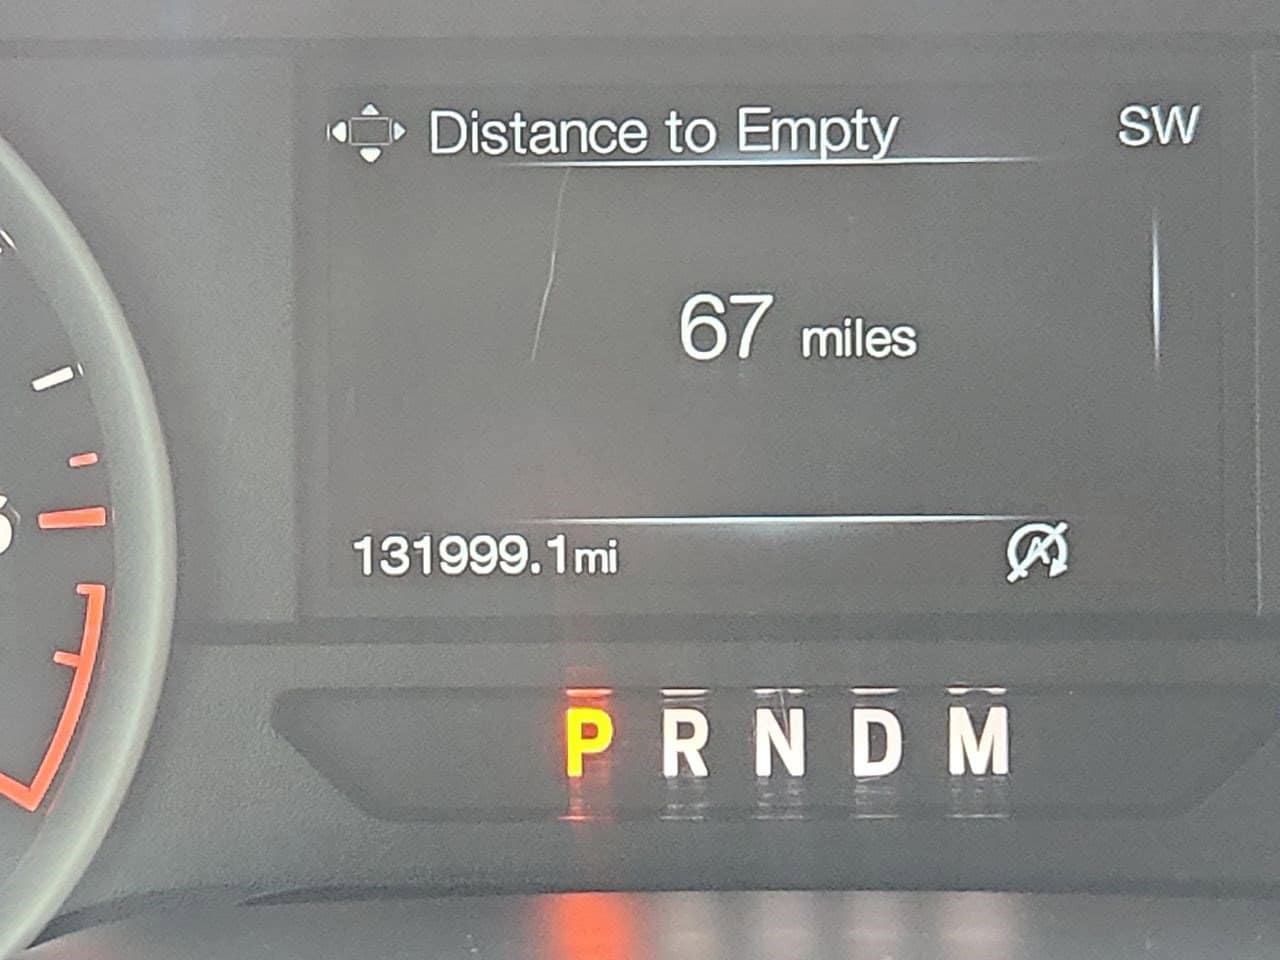 Distance to Empty SW
67 miles
131999.1mi
P R N D M